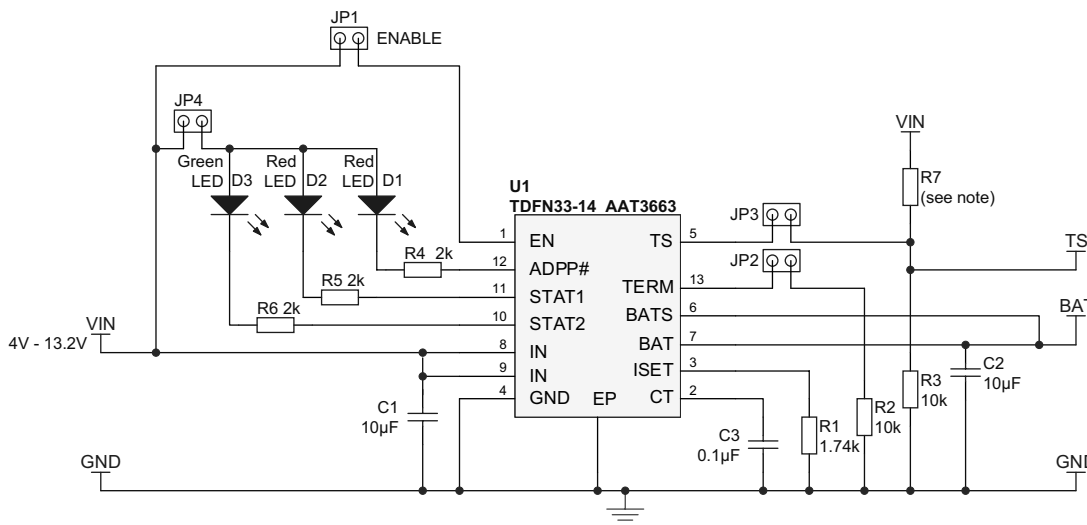 JP1
ENABLE
JP4
Green
LED
D3
Red
LED
D2
Red
LED
D1
U1
TDFN33-14 AAT3663
VIN
R7
(see note)
JP3
JP2
TS
BAT
1
EN
12
ADPP#
11
STAT1
10
STAT2
8
IN
9
IN
4
GND
EP
TS
5
TERM
13
BATS
6
BAT
7
ISET
3
CT
2
R4 2k
R5 2k
R6 2k
VIN
4V - 13.2V
C1
10µF
C3
0.1µF
R1
1.74k
R2
10k
R3
10k
C2
10µF
GND
GND